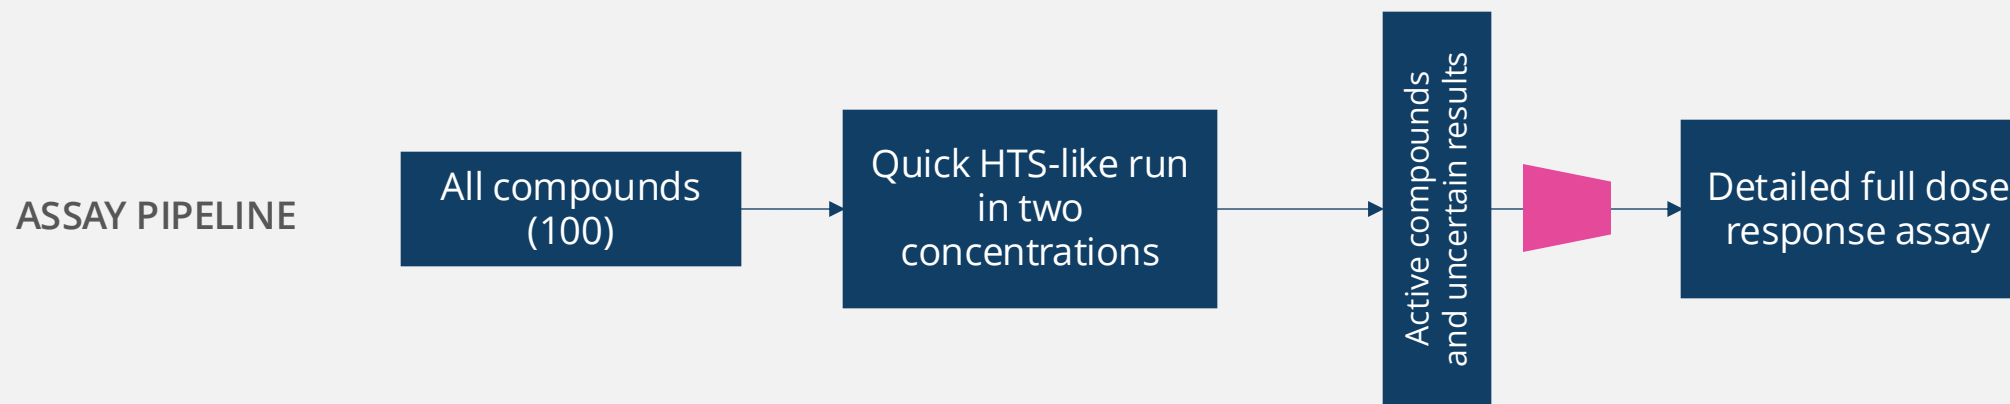 ASSAY PIPELINE
All compounds
(100)
Quick HTS-like run
in two
concentrations
Active compounds
and uncertain results
Detailed full dose
response assay